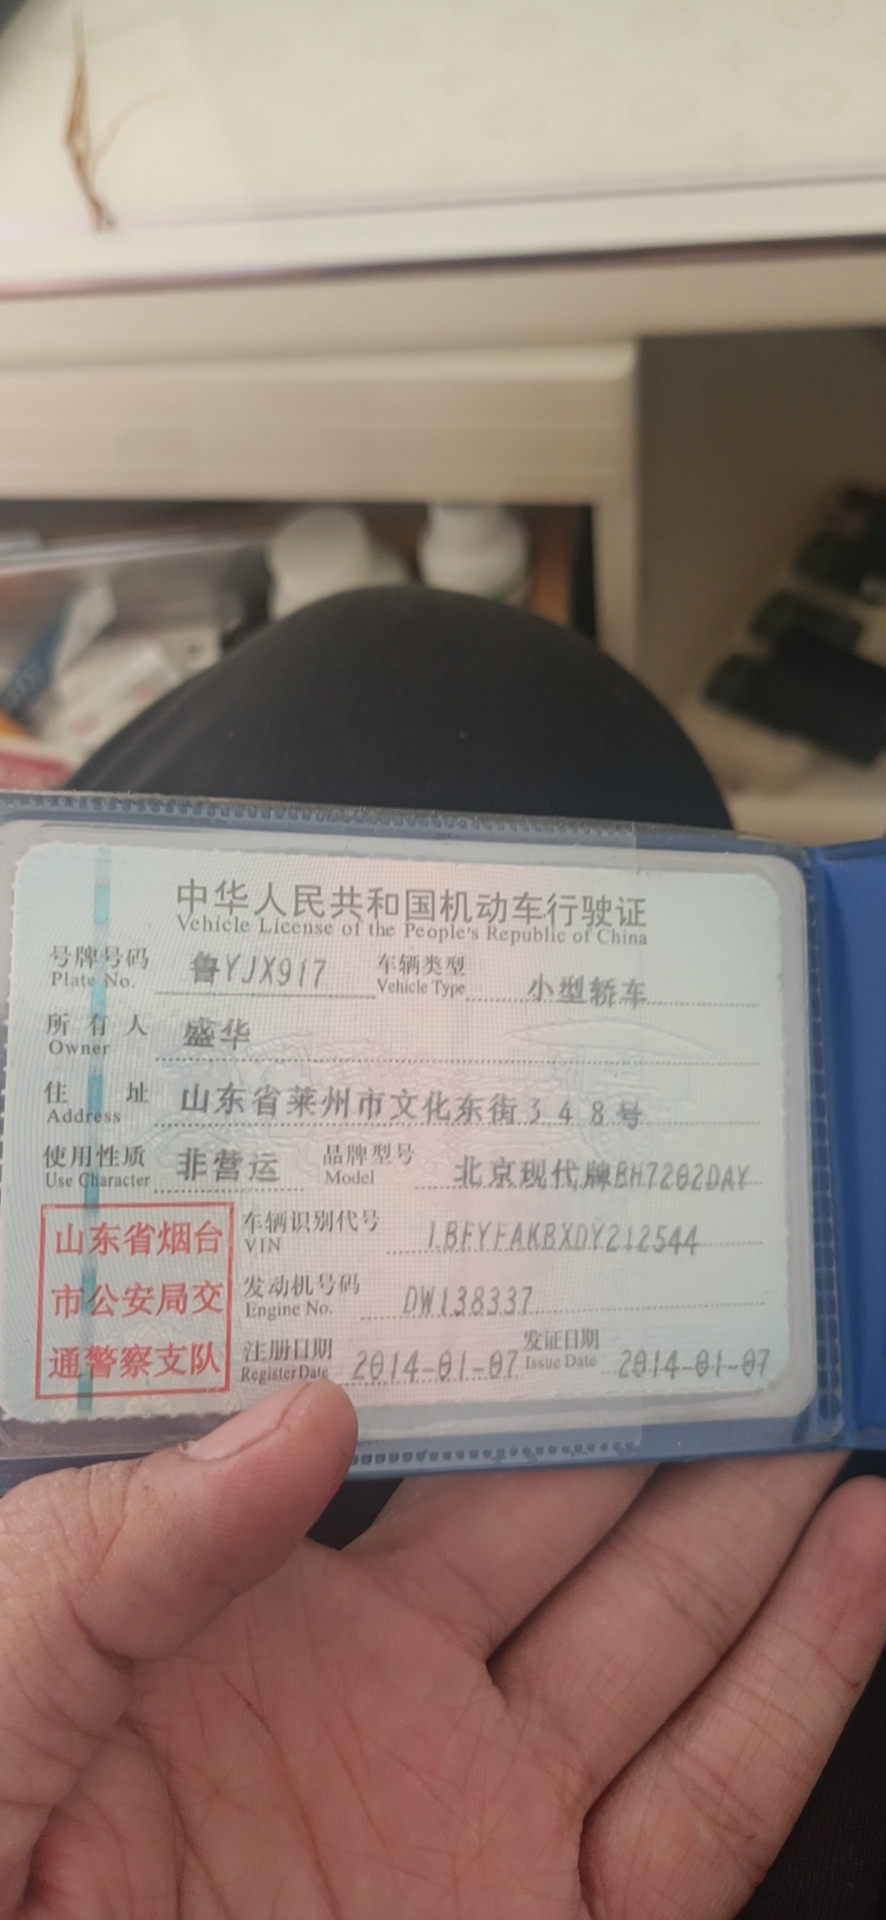 中华人民共和国机动车行驶证
Vehicle License of the People's Republic of China
号牌号码 鲁YJX917 车辆类型 小型轿车
Plate No. Vehicle Type
所有人 盛华
Owner
住址 山东省莱州市文化东街348号
Address
使用性质 非营运 品牌型号 北京现代牌BH7202DAY
Use Character Model
山东省烟台 车辆识别代号 LBFYFAKBXDY212544
VIN
市公安局交 发动机号码 DW138337
Engine No.
通警察支队 注册日期 2014-01-07 发证日期 2014-01-07
Register Date Issue Date